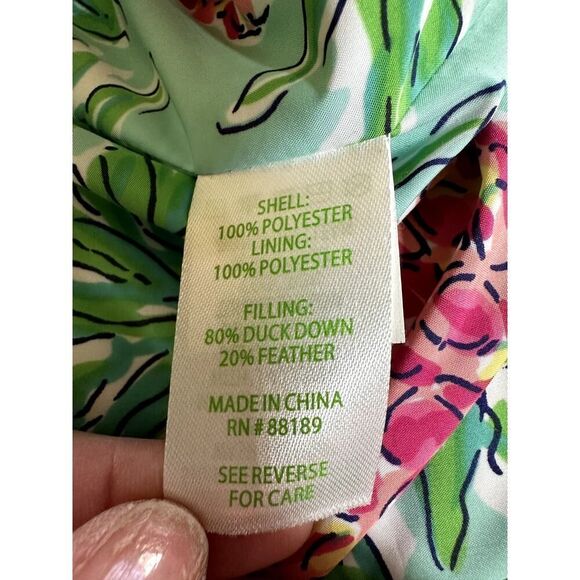 SHELL:
100% POLYESTER
LINING:
100% POLYESTER
FILLING:
80% DUCK DOWN
20% FEATHER
MADE IN CHINA
RN # 88189
SEE REVERSE
FOR CARE